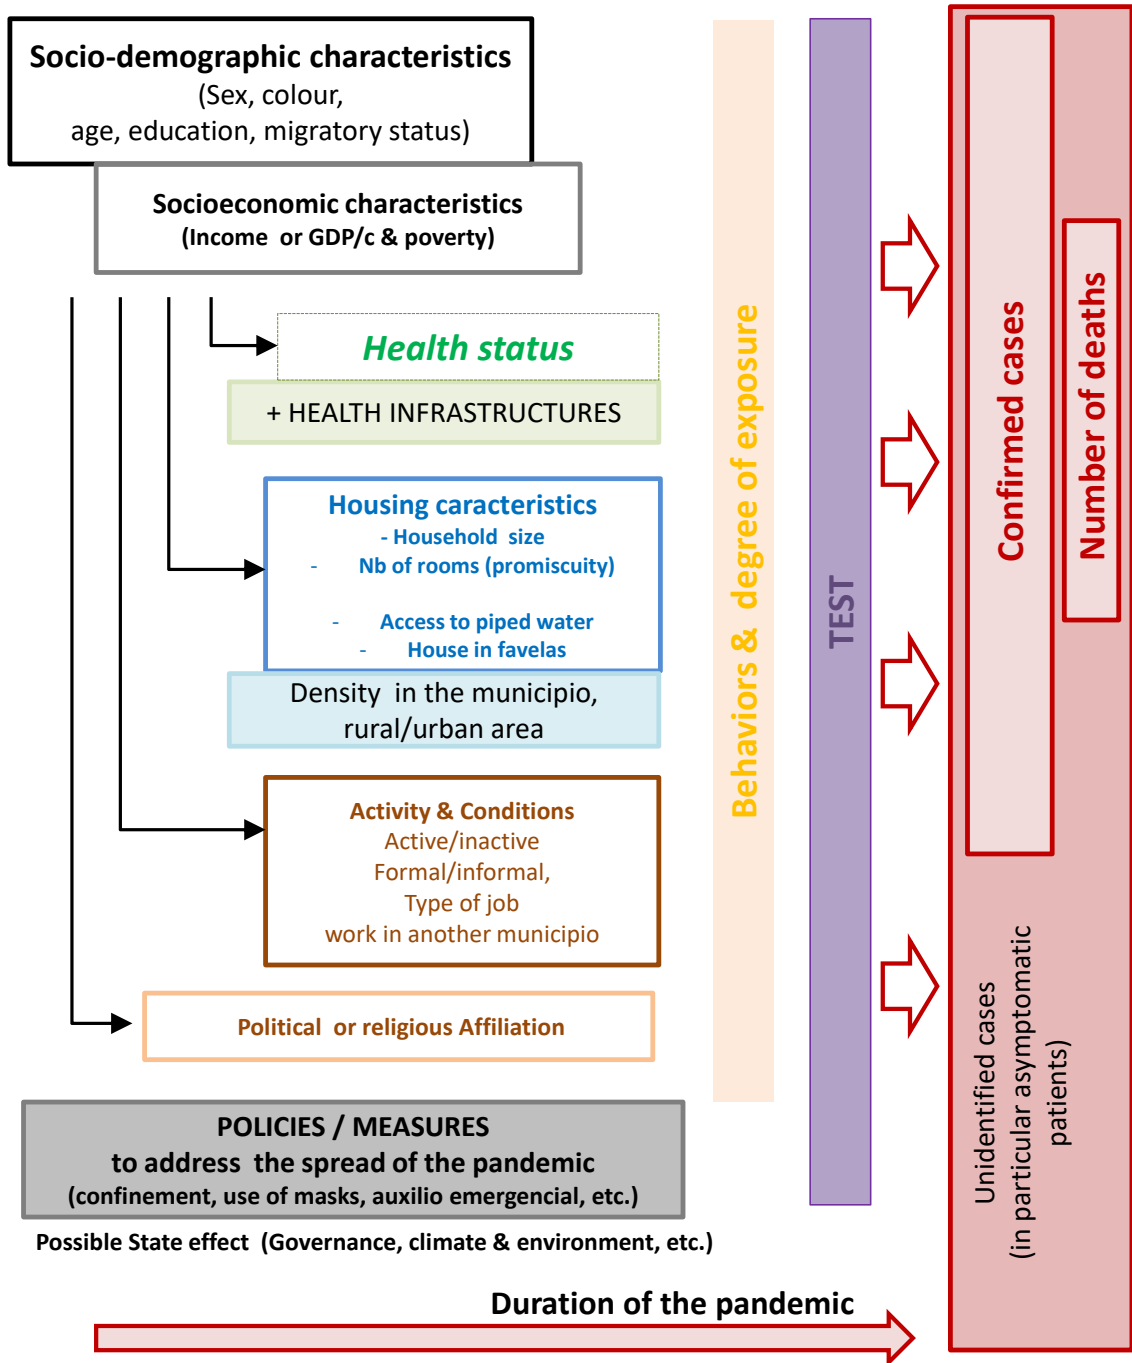 Socio-demographic characteristics
(Sex, colour,
age, education, migratory status)
Socioeconomic characteristics
(Income or GDP/c & poverty)
Health status
+ HEALTH INFRASTRUCTURES
Housing caracteristics
- Household size
- Nb of rooms (promiscuity)
- Access to piped water
- House in favelas
Density in the municipio,
rural/urban area
Activity & Conditions
Active/inactive
Formal/informal,
Type of job
work in another municipio
Political or religious Affiliation
POLICIES / MEASURES
to address the spread of the pandemic
(confinement, use of masks, auxilio emergencial, etc.)
Possible State effect (Governance, climate & environment, etc.)
Duration of the pandemic
Behaviors & degree of exposure
TEST
Confirmed cases
Number of deaths
Unidentified cases
(in particular asymptomatic
patients)